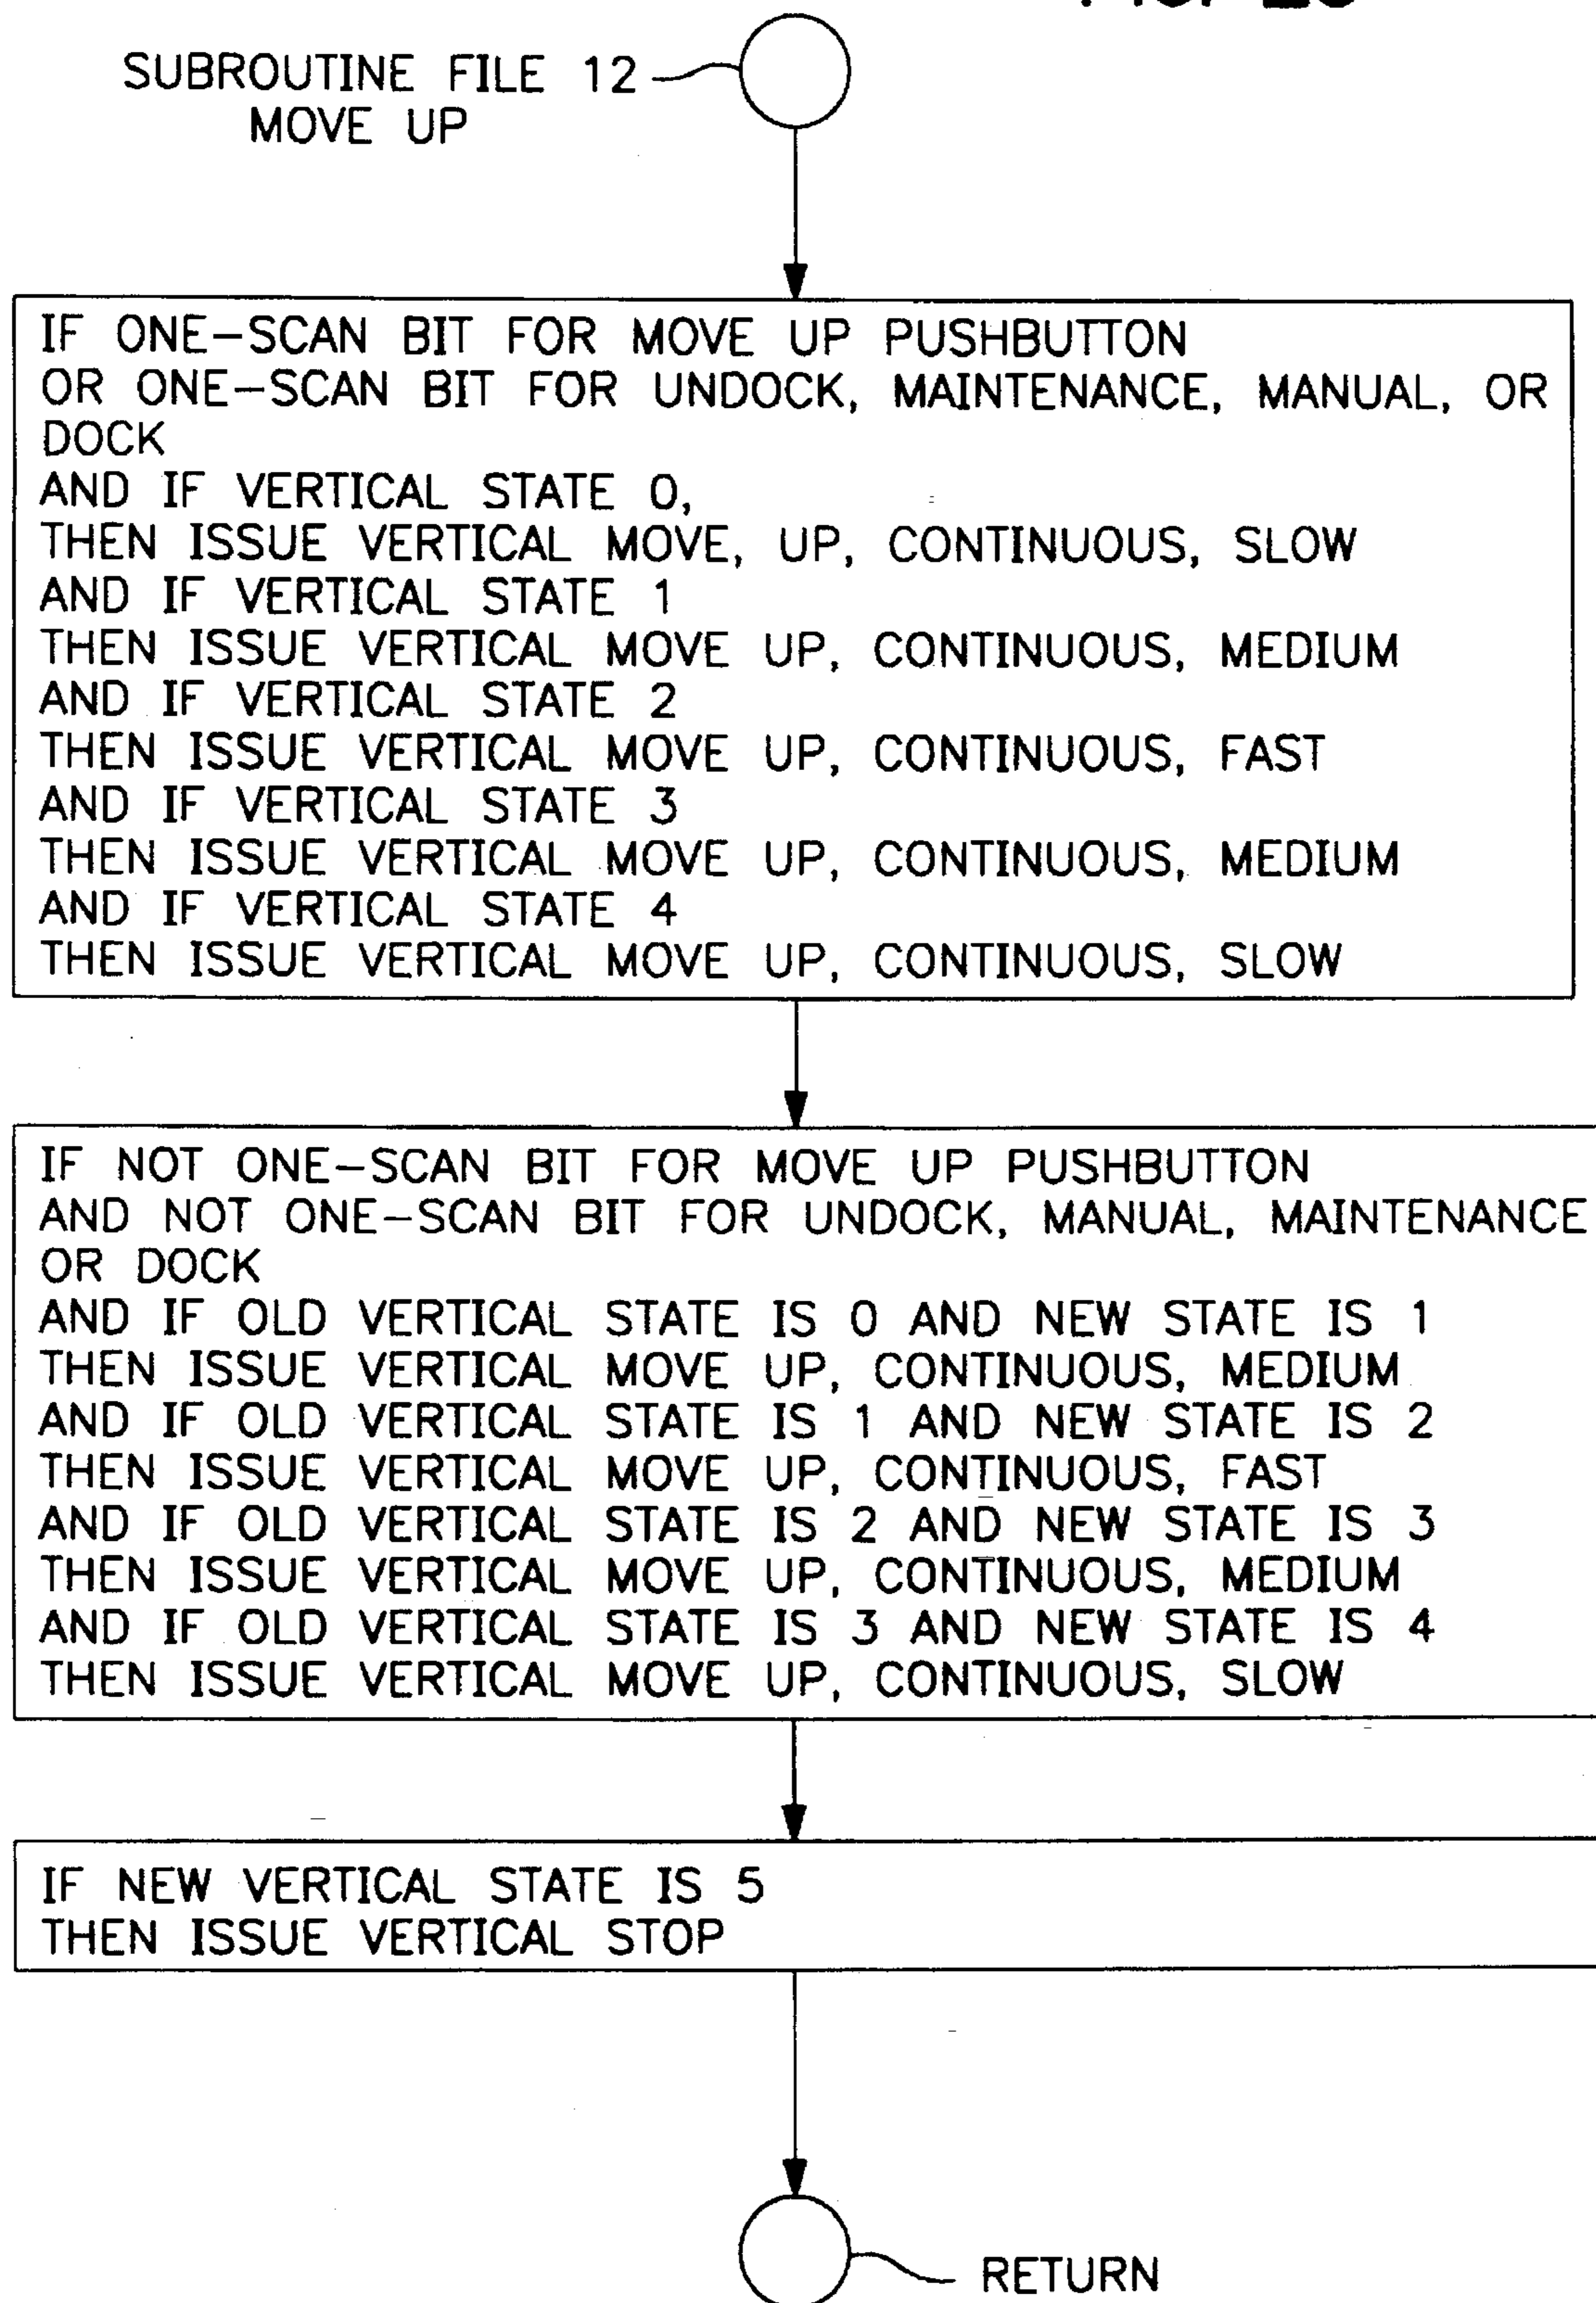 SUBROUTINE FILE 12
MOVE UP
IF ONE-SCAN BIT FOR MOVE UP PUSHBUTTON
OR ONE-SCAN BIT FOR UNDOCK, MAINTENANCE, MANUAL, OR
DOCK
AND IF VERTICAL STATE 0,
THEN ISSUE VERTICAL MOVE, UP, CONTINUOUS, SLOW
AND IF VERTICAL STATE 1
THEN ISSUE VERTICAL MOVE UP, CONTINUOUS, MEDIUM
AND IF VERTICAL STATE 2
THEN ISSUE VERTICAL MOVE UP, CONTINUOUS, FAST
AND IF VERTICAL STATE 3
THEN ISSUE VERTICAL MOVE UP, CONTINUOUS, MEDIUM
AND IF VERTICAL STATE 4
THEN ISSUE VERTICAL MOVE UP, CONTINUOUS, SLOW
IF NOT ONE-SCAN BIT FOR MOVE UP PUSHBUTTON
AND NOT ONE-SCAN BIT FOR UNDOCK, MANUAL, MAINTENANCE
OR DOCK
AND IF OLD VERTICAL STATE IS 0 AND NEW STATE IS 1
THEN ISSUE VERTICAL MOVE UP, CONTINUOUS, MEDIUM
AND IF OLD VERTICAL STATE IS 1 AND NEW STATE IS 2
THEN ISSUE VERTICAL MOVE UP, CONTINUOUS, FAST
AND IF OLD VERTICAL STATE IS 2 AND NEW STATE IS 3
THEN ISSUE VERTICAL MOVE UP, CONTINUOUS, MEDIUM
AND IF OLD VERTICAL STATE IS 3 AND NEW STATE IS 4
THEN ISSUE VERTICAL MOVE UP, CONTINUOUS, SLOW
IF NEW VERTICAL STATE IS 5
THEN ISSUE VERTICAL STOP
RETURN